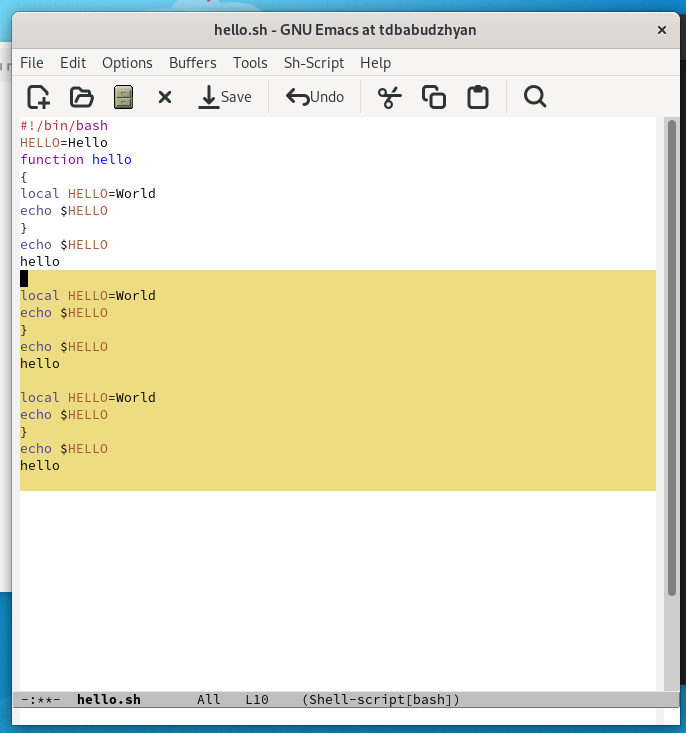 hello.sh - GNU Emacs at tdbabudzhyan
File Edit Options Buffers Tools Sh-Script Help
Save Undo
#!/bin/bash
HELLO=Hello
function hello
{
local HELLO=World
echo $HELLO
}
echo $HELLO
hello
local HELLO=World
echo $HELLO
}
echo $HELLO
hello
local HELLO=World
echo $HELLO
}
echo $HELLO
hello
-:**- hello.sh All L10 (Shell-script[bash])